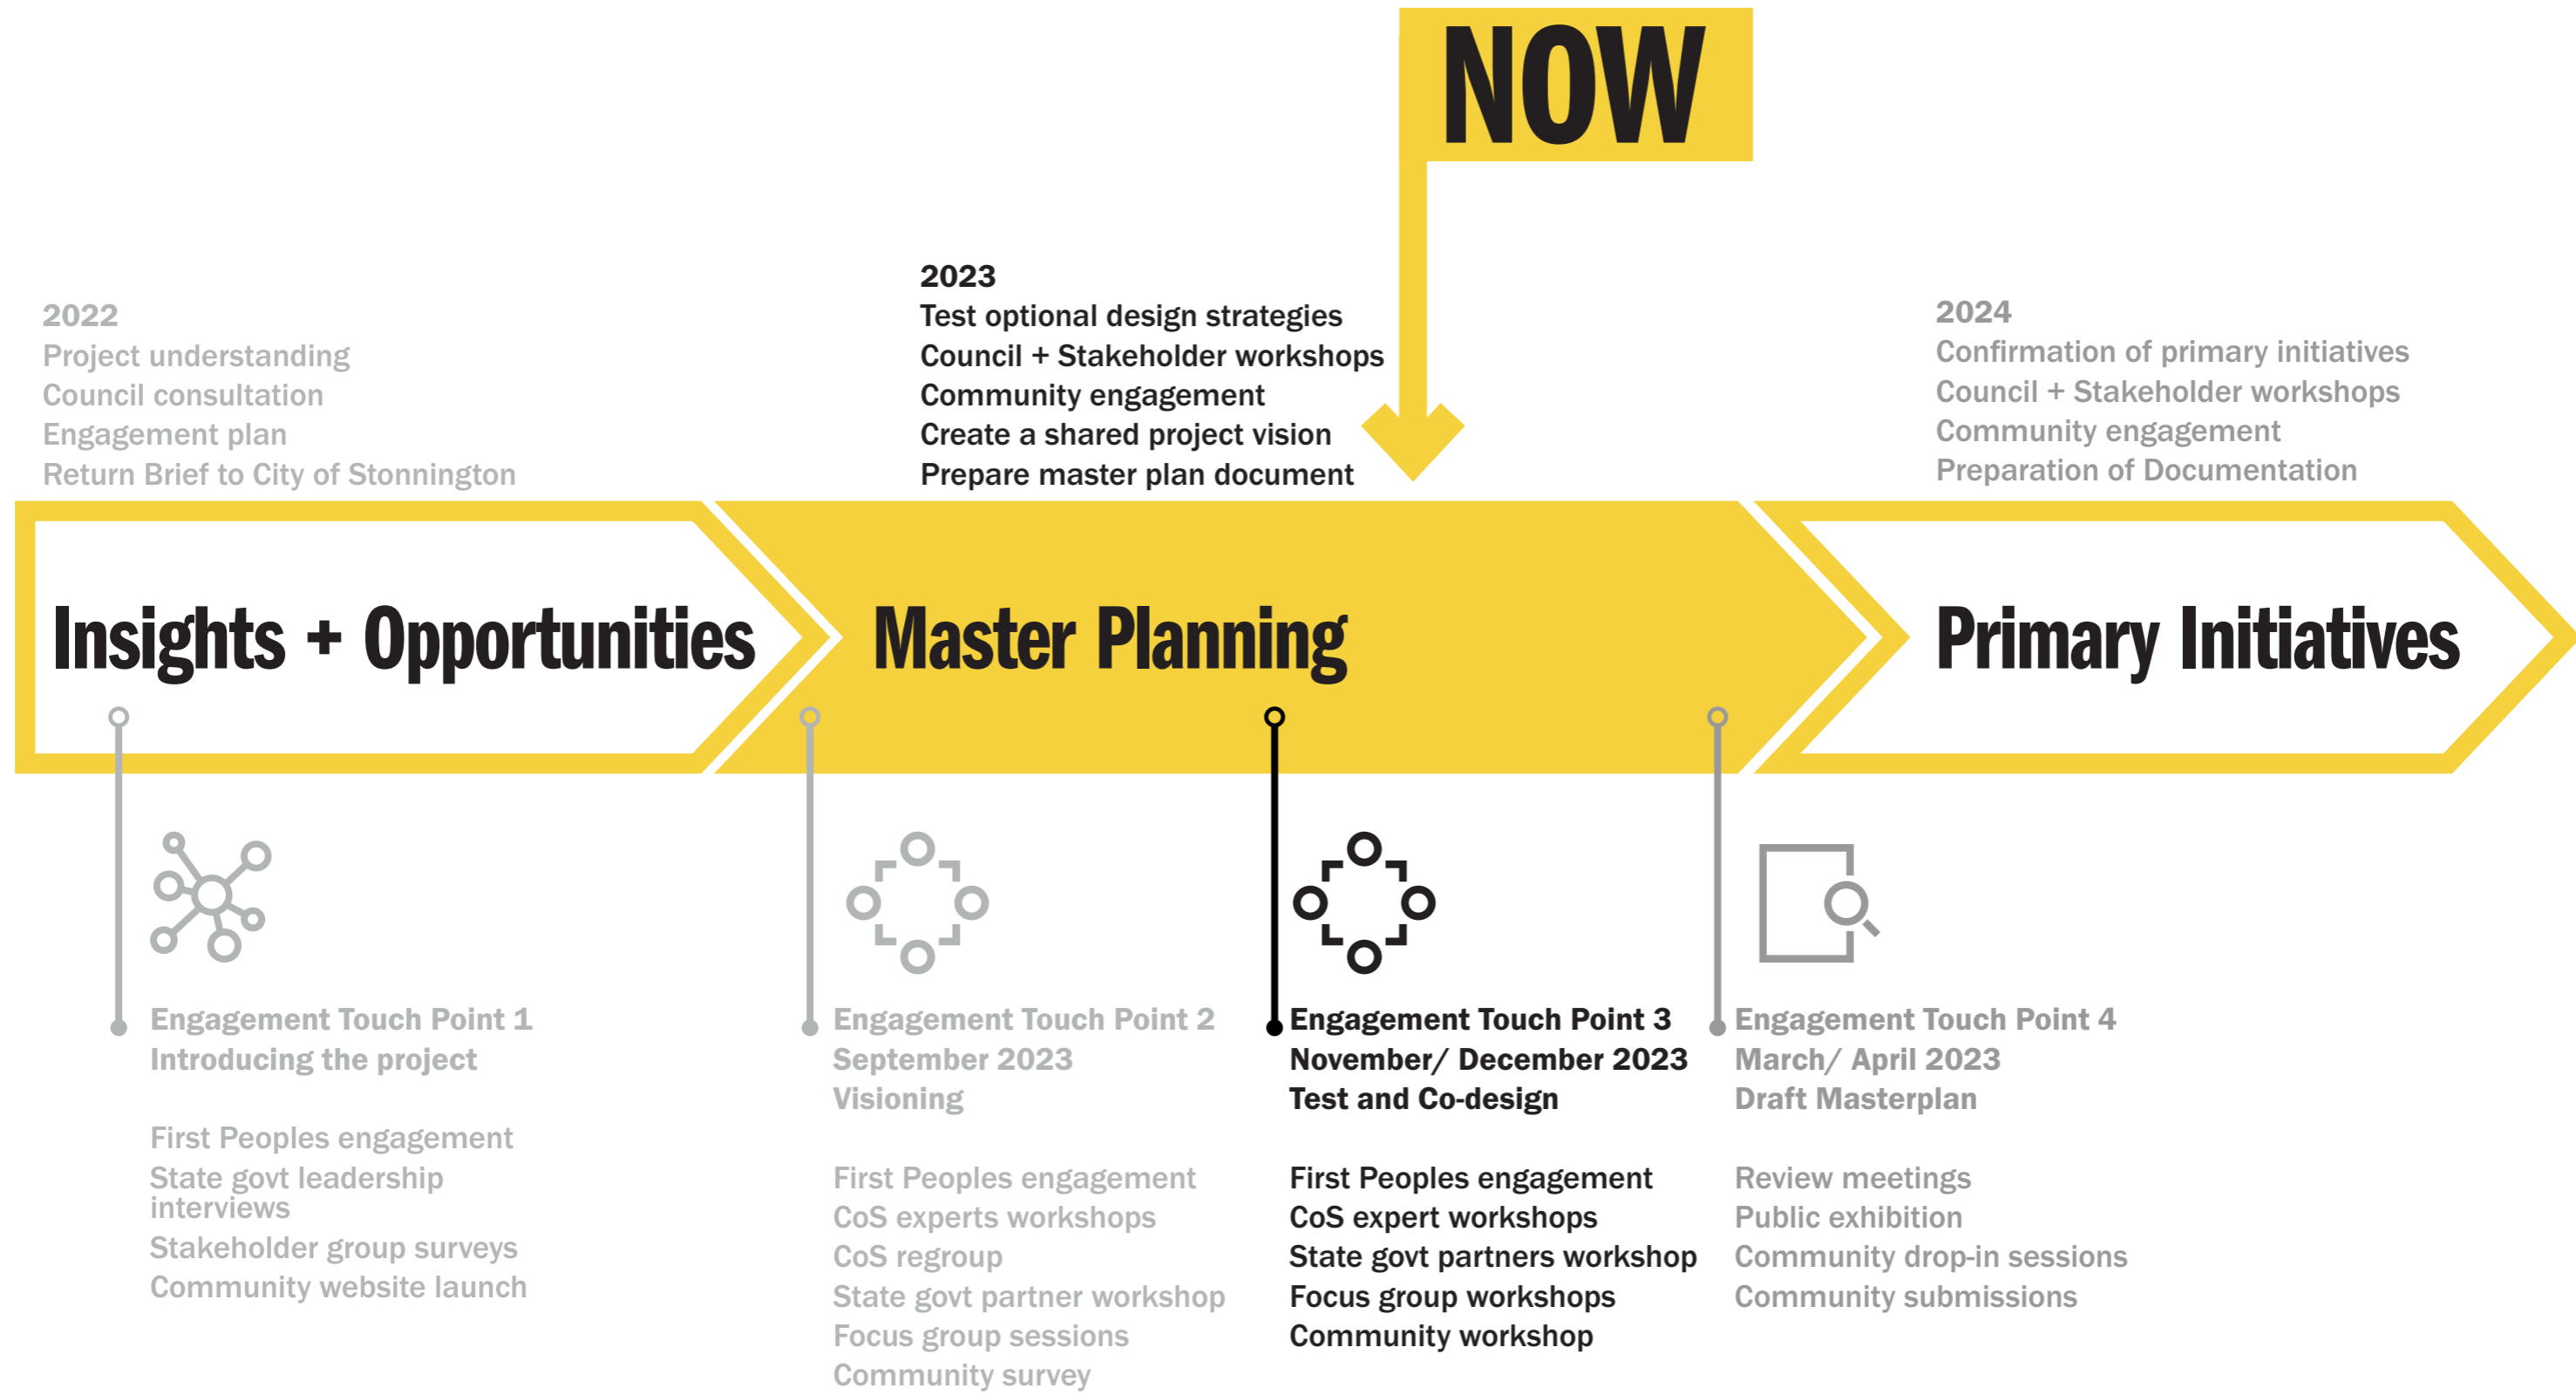 NOW
2022
Project understanding
Council consultation
Engagement plan
Return Brief to City of Stonnington
2023
Test optional design strategies
Council + Stakeholder workshops
Community engagement
Create a shared project vision
Prepare master plan document
2024
Confirmation of primary initiatives
Council + Stakeholder workshops
Community engagement
Preparation of Documentation
Insights + Opportunities
Master Planning
Primary Initiatives
Engagement Touch Point 1
Introducing the project
First Peoples engagement
State govt leadership
interviews
Stakeholder group surveys
Community website launch
Engagement Touch Point 2
September 2023
Visioning
First Peoples engagement
CoS experts workshops
CoS regroup
State govt partner workshop
Focus group sessions
Community survey
Engagement Touch Point 3
November/ December 2023
Test and Co-design
First Peoples engagement
CoS expert workshops
State govt partners workshop
Focus group workshops
Community workshop
Engagement Touch Point 4
March/ April 2023
Draft Masterplan
Review meetings
Public exhibition
Community drop-in sessions
Community submissions